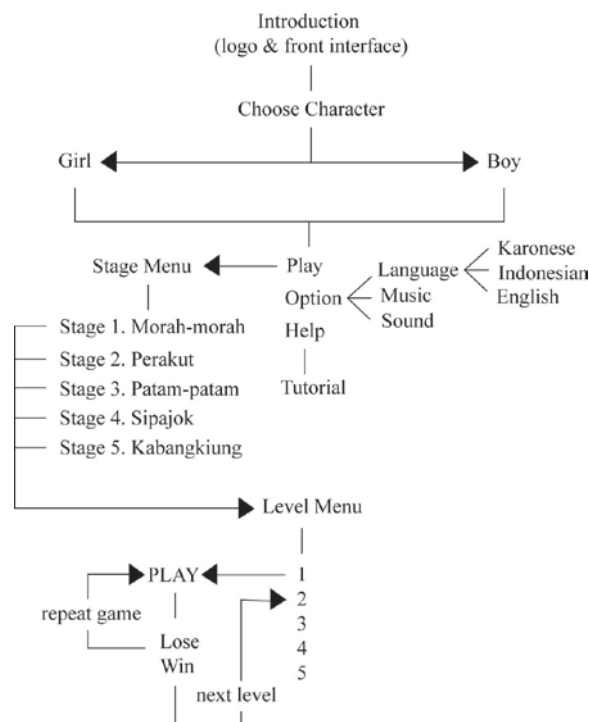 Introduction
(logo & front interface)
Choose Character
Girl
Boy
Stage Menu
Play
Option
Help
Tutorial
Language
Music
Sound
Karonese
Indonesian
English
Stage 1. Morah-morah
Stage 2. Perakut
Stage 3. Patam-patam
Stage 4. Sipajok
Stage 5. Kabangkiung
Level Menu
PLAY
1
2
3
4
5
repeat game
Lose
Win
next level